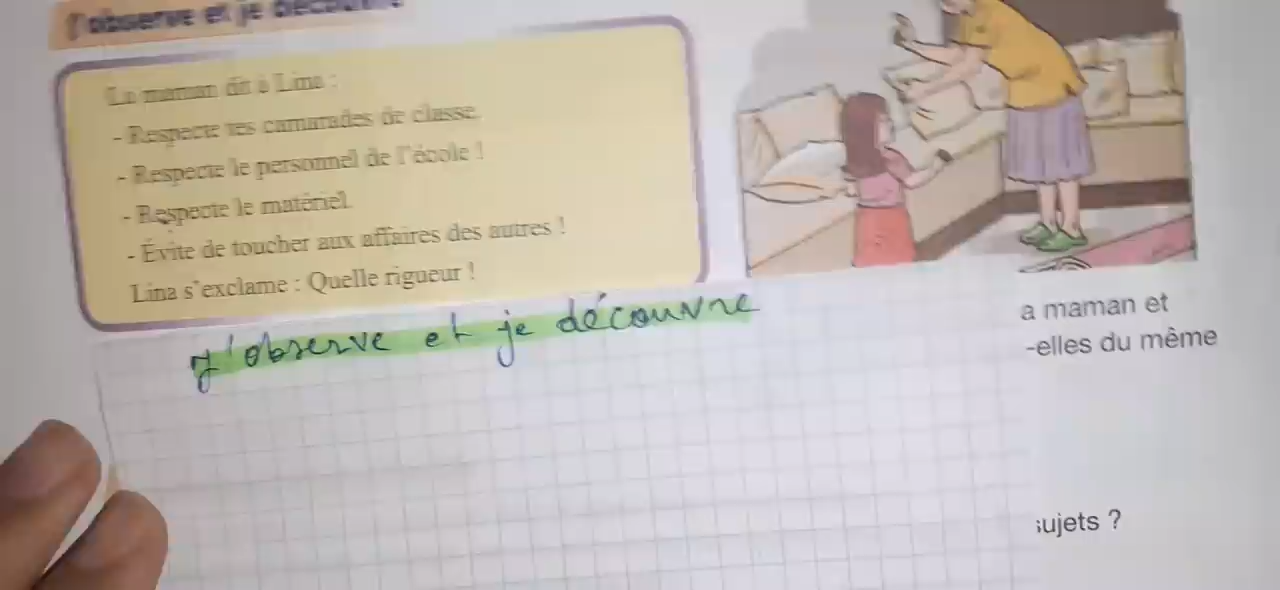 J'observe et je découvre
La maman dit à Lina :
- Respecte tes camarades de classe.
- Respecte le personnel de l'école !
- Respecte le matériel.
- Évite de toucher aux affaires des autres !
Lina s'exclame : Quelle rigueur !
J'observe et je découvre
a maman et
-elles du même
sujets ?